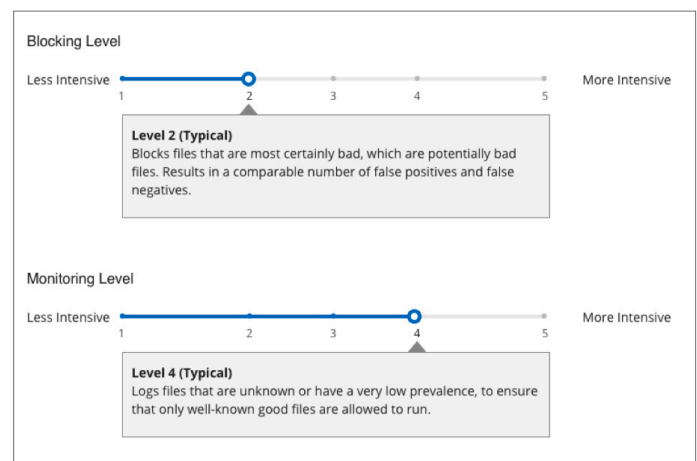 Blocking Level
Less Intensive
More Intensive
1 2 3 4 5
Level 2 (Typical)
Blocks files that are most certainly bad, which are potentially bad
files. Results in a comparable number of false positives and false
negatives.
Monitoring Level
Less Intensive
More Intensive
1 2 3 4 5
Level 4 (Typical)
Logs files that are unknown or have a very low prevalence, to ensure
that only well-known good files are allowed to run.